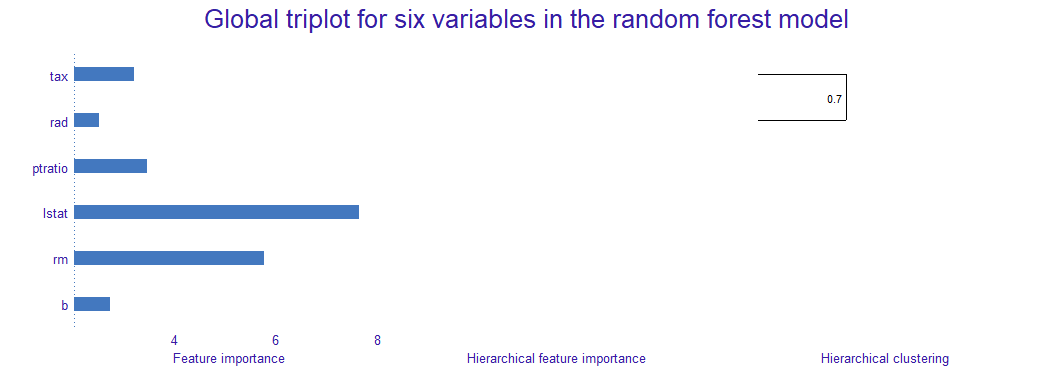 Global triplot for six variables in the random forest model
tax
0.7
rad
ptratio
lstat
rm
b
4 6 8
Feature importance Hierarchical feature importance Hierarchical clustering